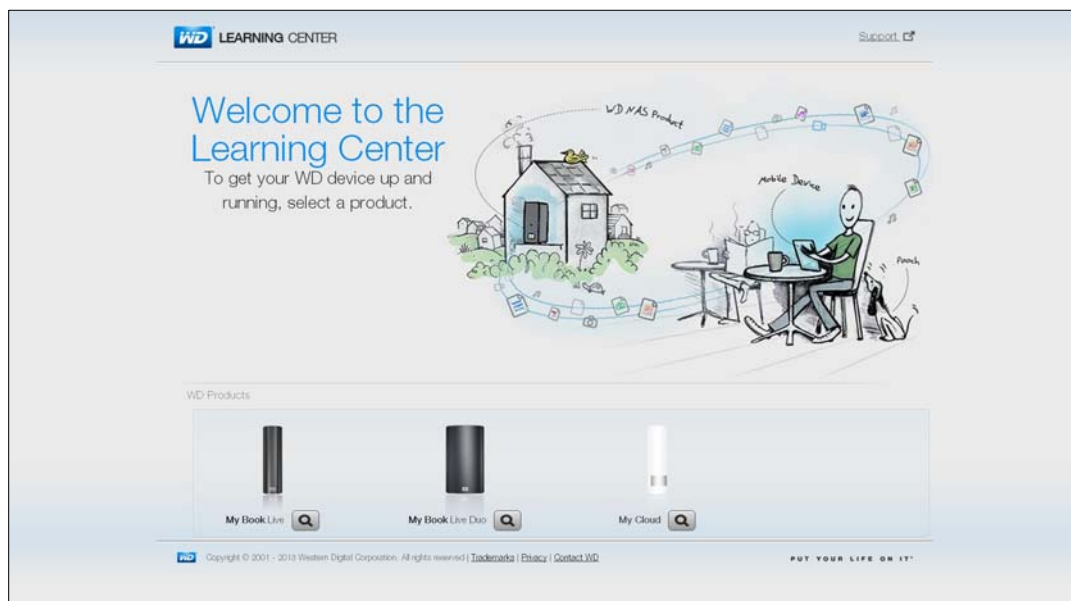 WD LEARNING CENTER
Support
Welcome to the
Learning Center
To get your WD device up and
running, select a product.
WD NAS Product
Mobile Device
Pooch
WD Products
My Book Live
My Book Live Duo
My Cloud
WD Copyright © 2001 - 2013 Western Digital Corporation. All rights reserved | Trademarks | Privacy | Contact WD
PUT YOUR LIFE ON IT®